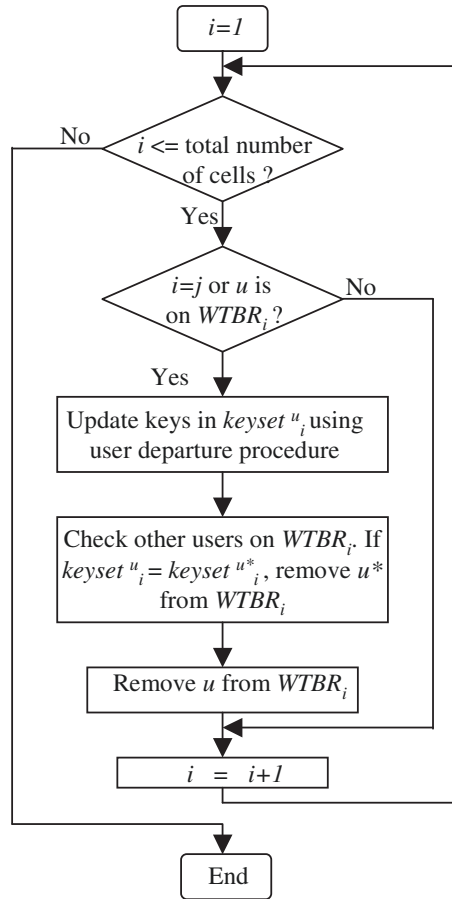 i=1
No
i <= total number
of cells ?
Yes
i=j or u is
on WTBRᵢ ?
No
Yes
Update keys in keyset ᵘᵢ using
user departure procedure
Check other users on WTBRᵢ. If
keyset ᵘᵢ = keyset ᵘ*ᵢ, remove u*
from WTBRᵢ
Remove u from WTBRᵢ
i = i+1
End